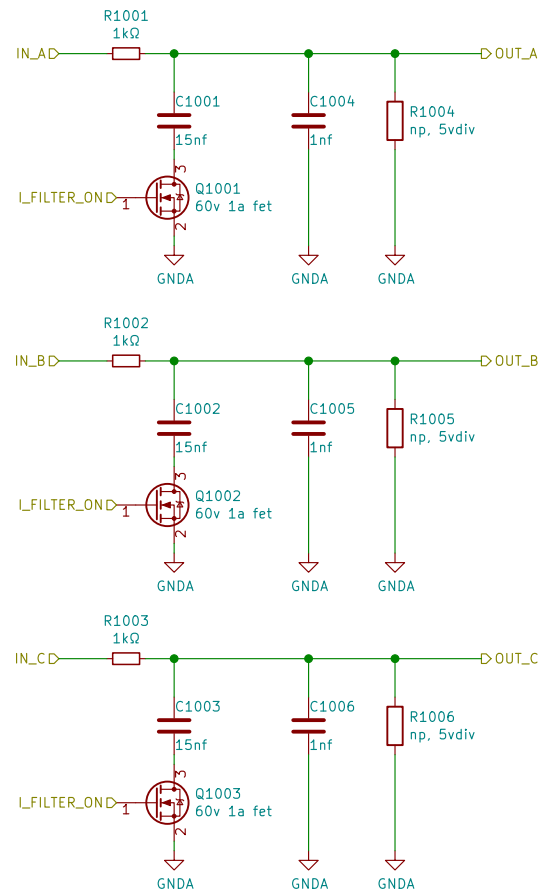 R1001
1kΩ
IN_A
OUT_A
C1001
15nf
C1004
1nf
R1004
np, 5vdiv
3
Q1001
60v 1a fet
I_FILTER_ON
1
2
GNDA
GNDA
GNDA
R1002
1kΩ
IN_B
OUT_B
C1002
15nf
C1005
1nf
R1005
np, 5vdiv
3
Q1002
60v 1a fet
I_FILTER_ON
1
2
GNDA
GNDA
GNDA
R1003
1kΩ
IN_C
OUT_C
C1003
15nf
C1006
1nf
R1006
np, 5vdiv
3
Q1003
60v 1a fet
I_FILTER_ON
1
2
GNDA
GNDA
GNDA